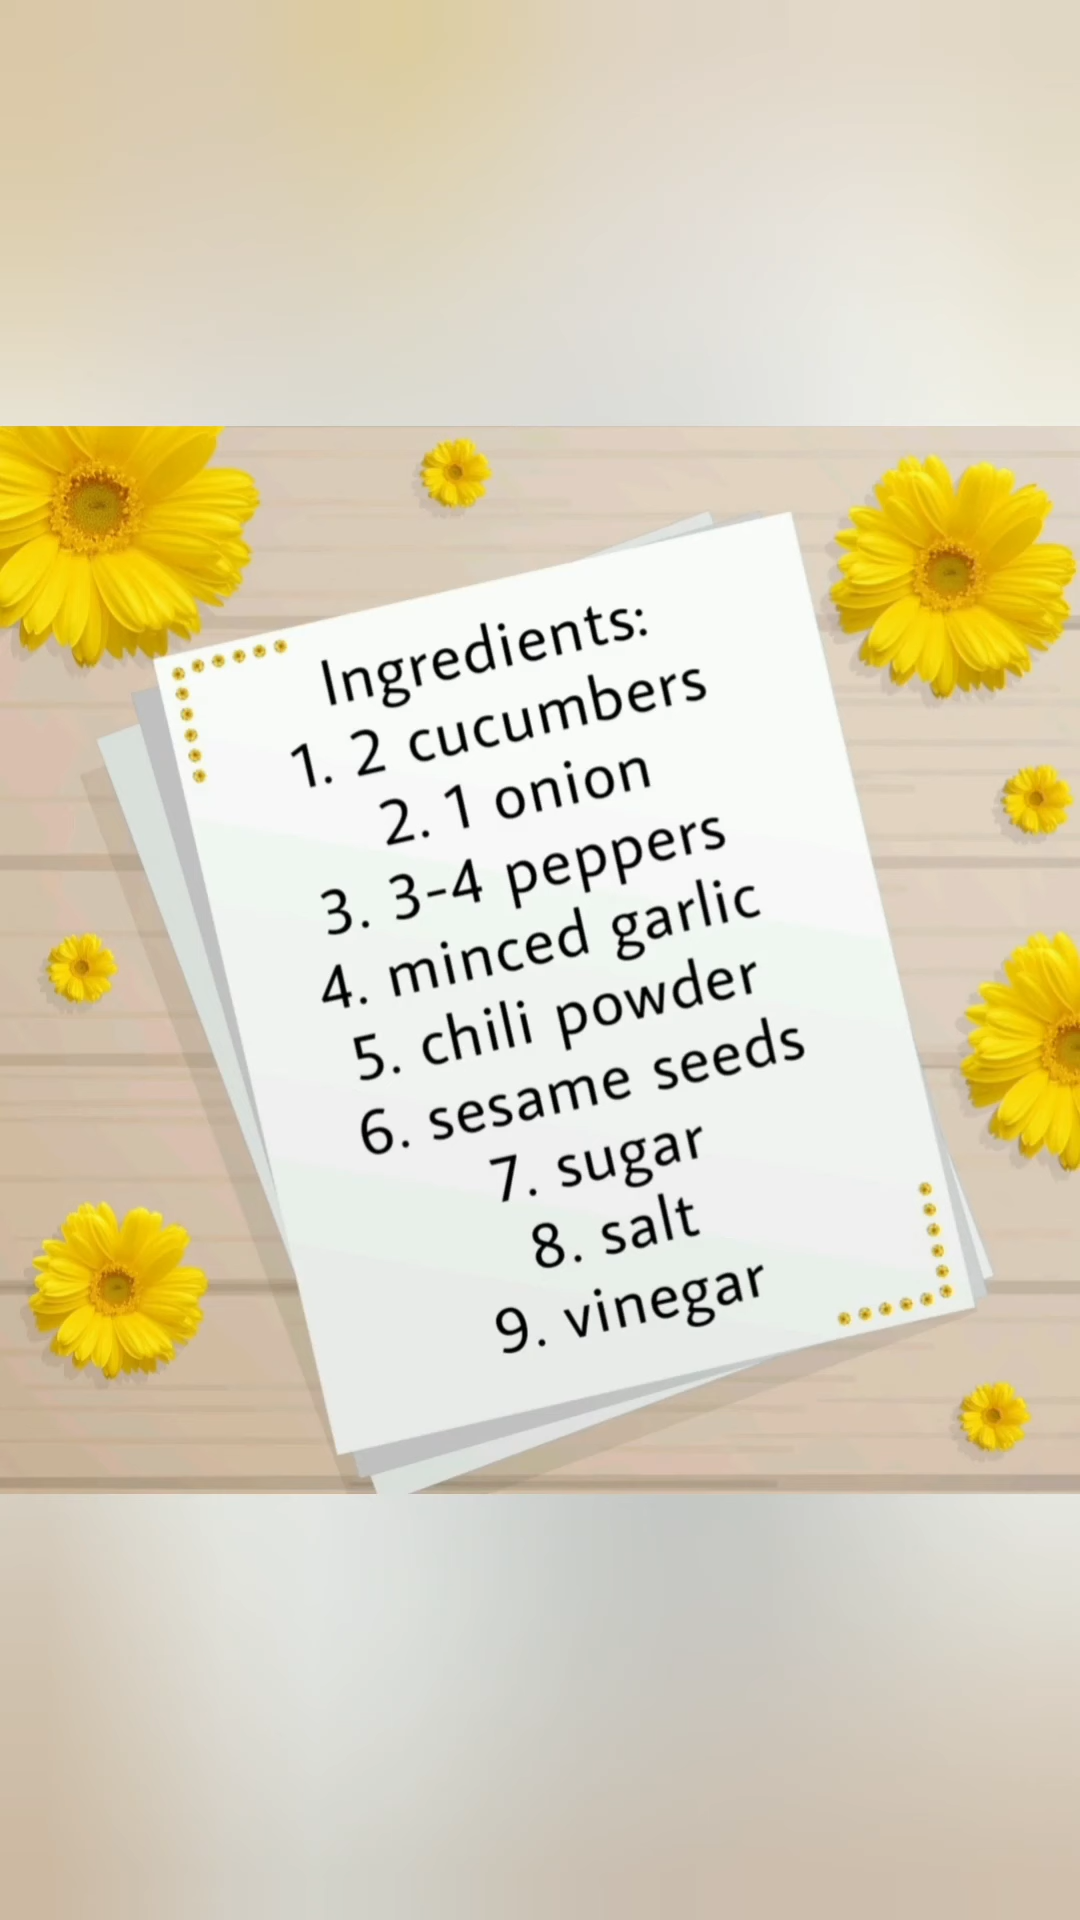 Ingredients:
1. 2 cucumbers
2. 1 onion
3. 3-4 peppers
4. minced garlic
5. chili powder
6. sesame seeds
7. sugar
8. salt
9. vinegar